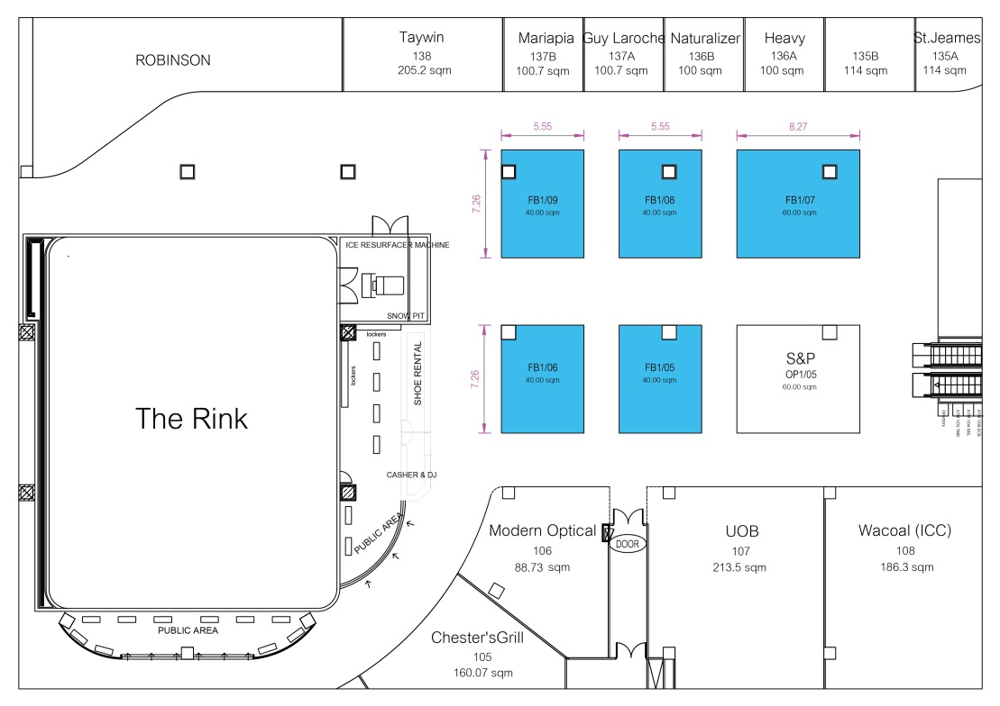 ROBINSON
Taywin
138
205.2 sqm
Mariapia
137B
100.7 sqm
Guy Laroche
137A
100.7 sqm
Naturalizer
136B
100 sqm
Heavy
136A
100 sqm
135B
114 sqm
St.Jeames
135A
114 sqm
5.55
5.55
8.27
7.26
FB1/09
40.00 sqm
FB1/08
40.00 sqm
FB1/07
60.00 sqm
ICE RESURFACER MACHINE
SNOW PIT
lockers
lockers
SHOE RENTAL
7.26
FB1/06
40.00 sqm
FB1/05
40.00 sqm
S&P
OP1/05
60.00 sqm
The Rink
Directory
CASHER & DJ
PUBLIC AREA
PUBLIC AREA
Modern Optical
106
88.73 sqm
DOOR
UOB
107
213.5 sqm
Wacoal (ICC)
108
186.3 sqm
Chester'sGrill
105
160.07 sqm